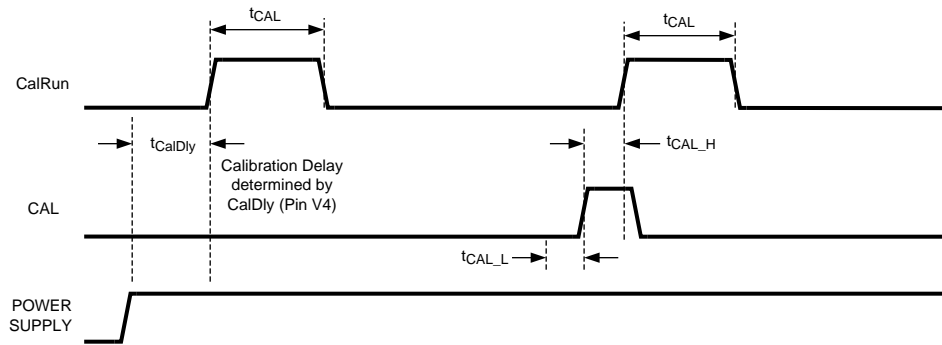 tCAL
tCAL
CalRun
tCalDly
Calibration Delay
determined by
CalDly (Pin V4)
tCAL_H
CAL
tCAL_L
POWER
SUPPLY